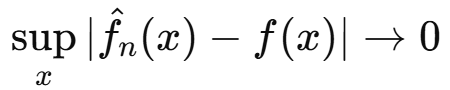 sup |f̂ₙ(x) − f(x)| → 0
x